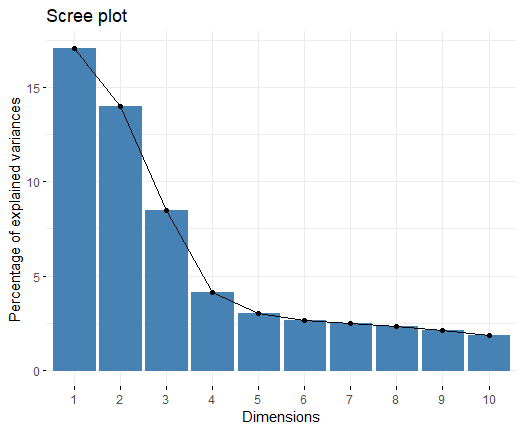 Scree plot
Percentage of explained variances
15
10
5
0
1 2 3 4 5 6 7 8 9 10
Dimensions